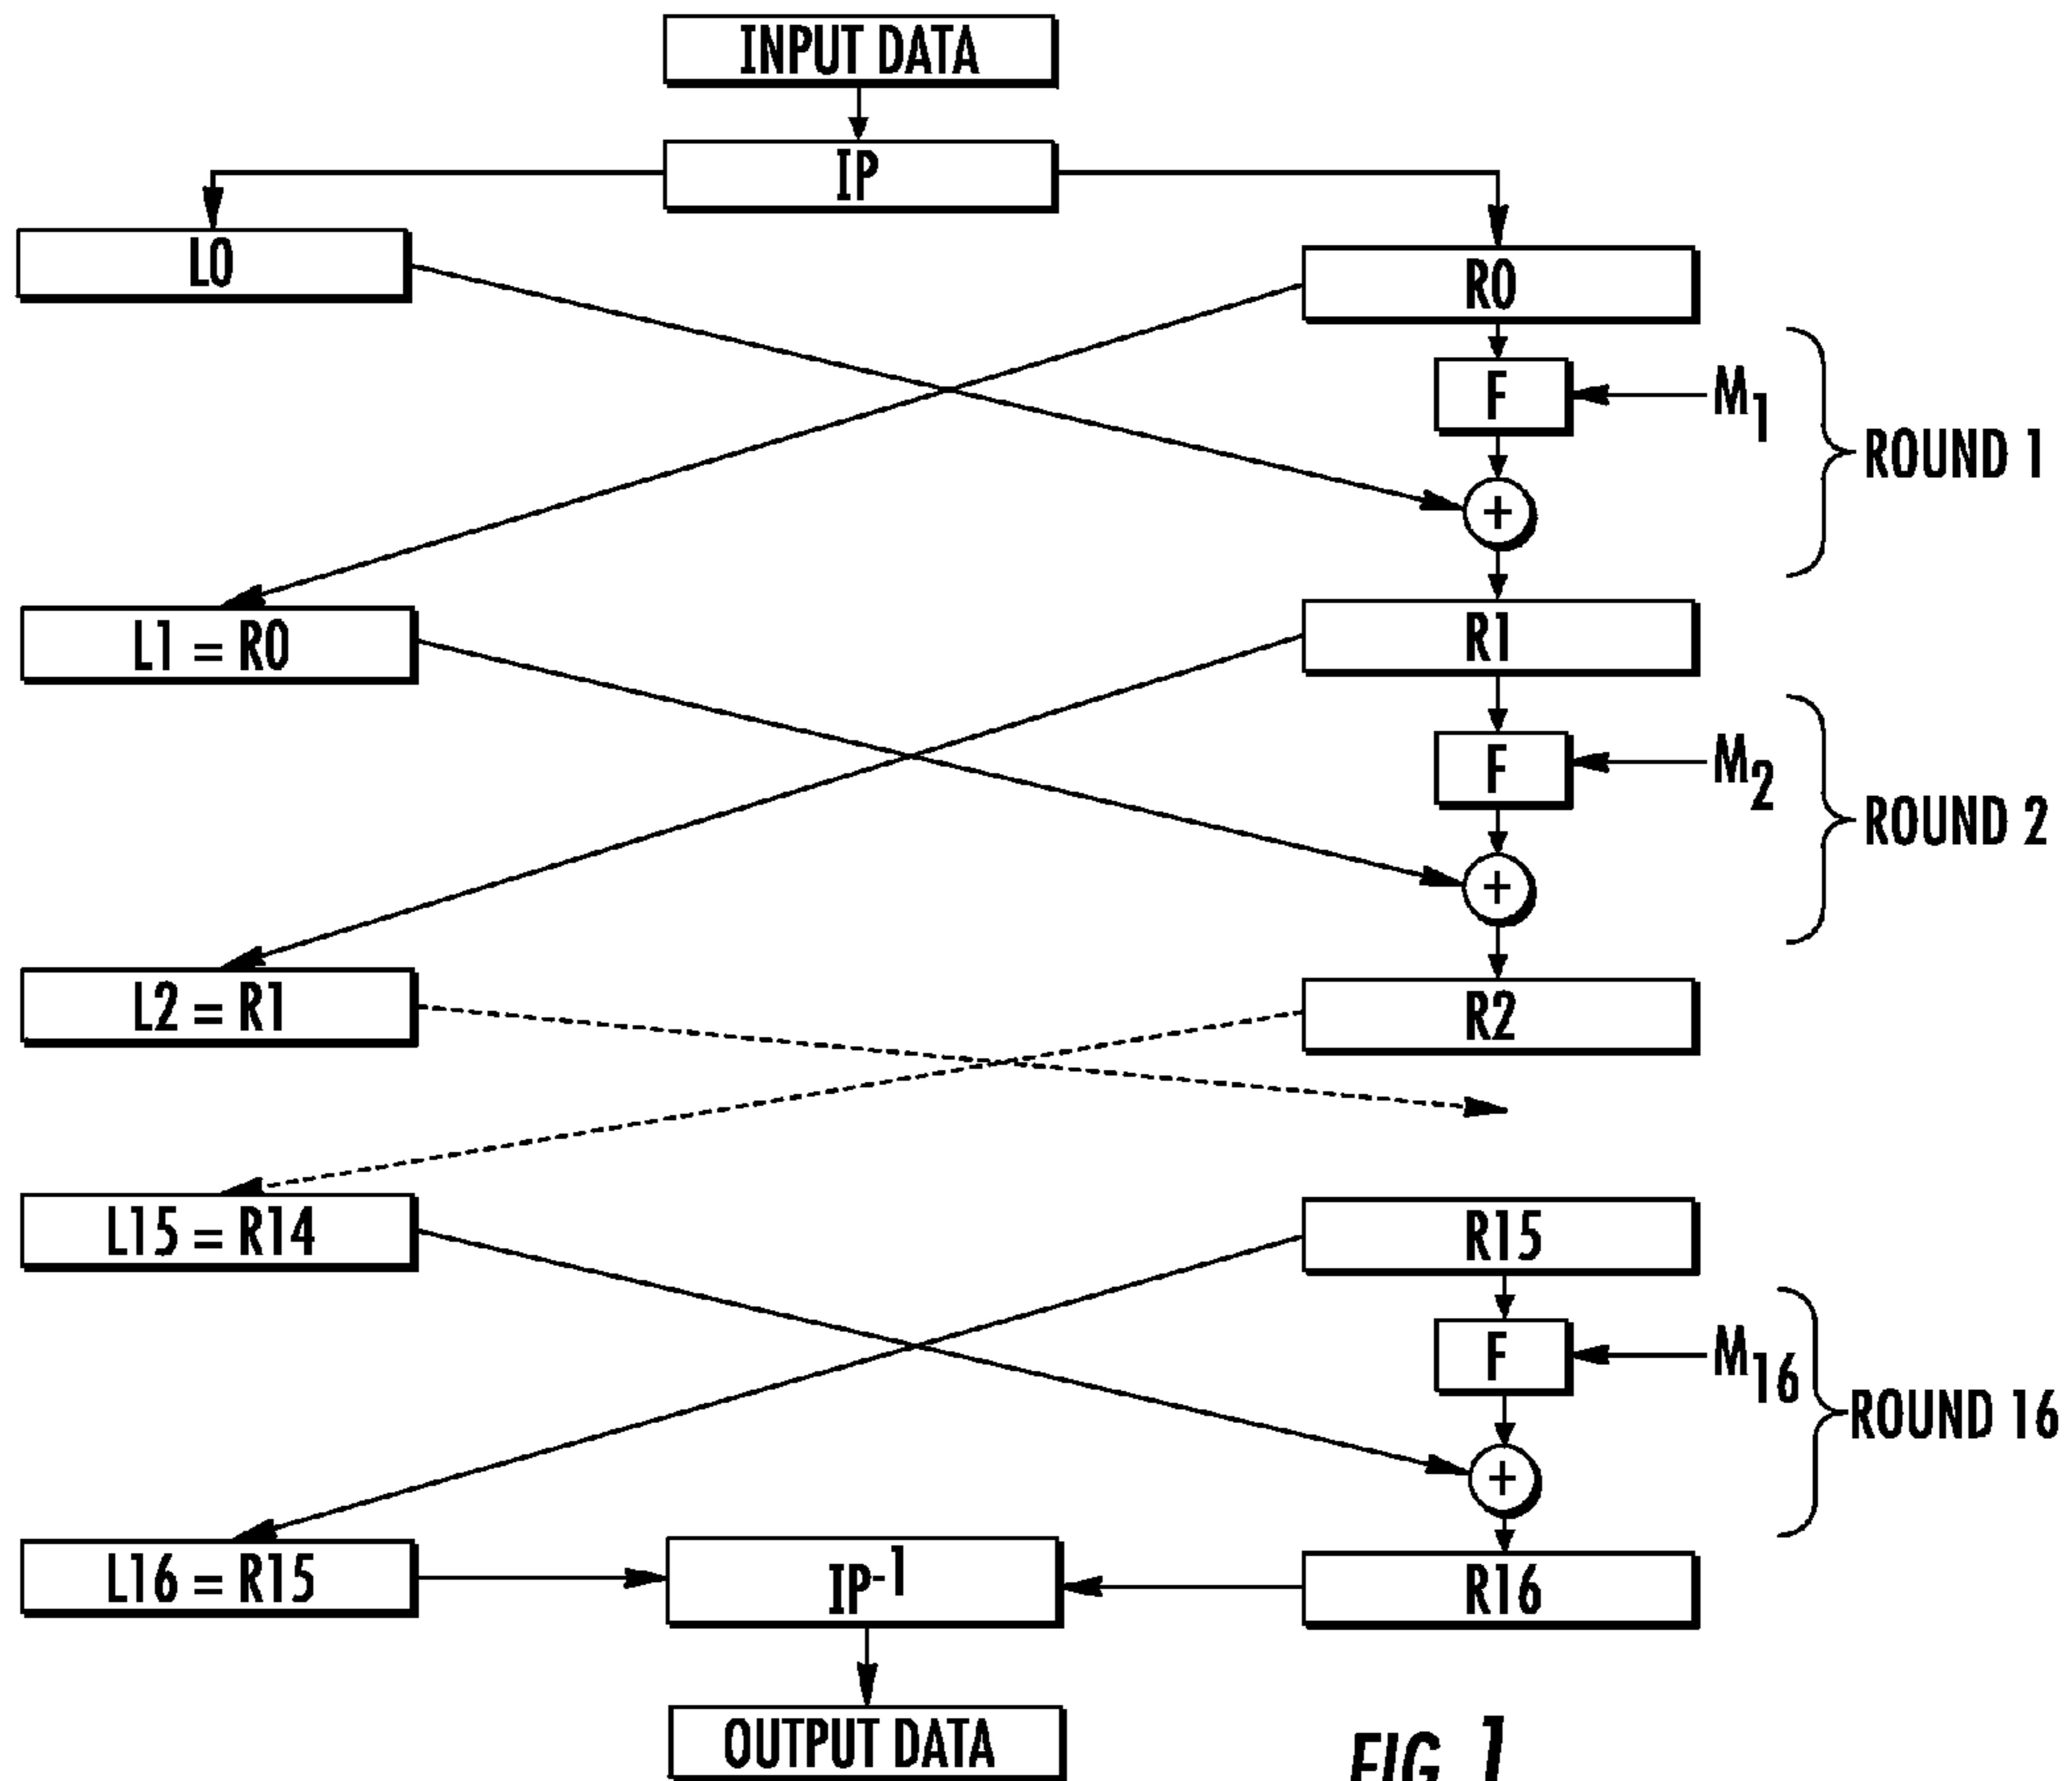 INPUT DATA
IP
L0
R0
F
M1
ROUND 1
+
L1 = R0
R1
F
M2
ROUND 2
+
L2 = R1
R2
L15 = R14
R15
F
M16
ROUND 16
+
L16 = R15
IP-1
R16
OUTPUT DATA
FIG. 1